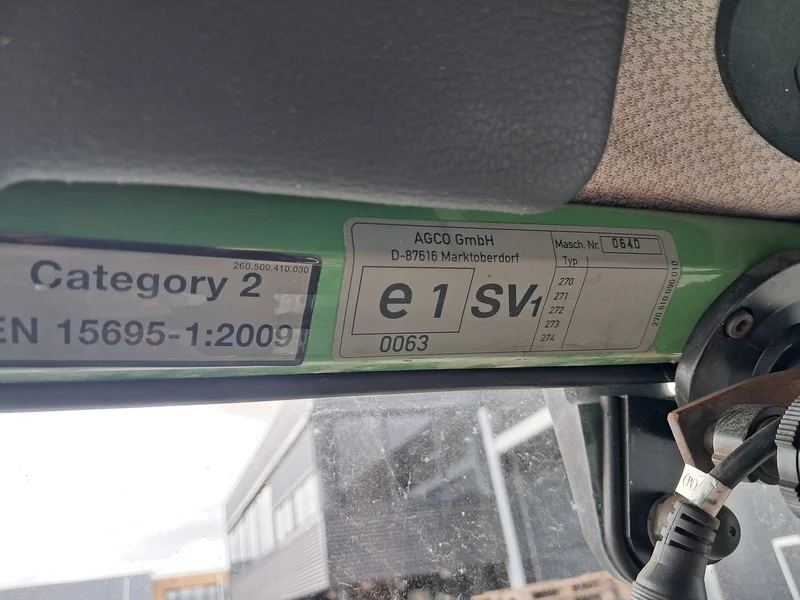 260.500.410.030
Category 2
EN 15695-1:2009
AGCO GmbH
D-87616 Marktoberdorf
e 1 SV1
0063
Masch. Nr. 0640
Typ:
270
271
272
273
274
270 810 090 010
(M)